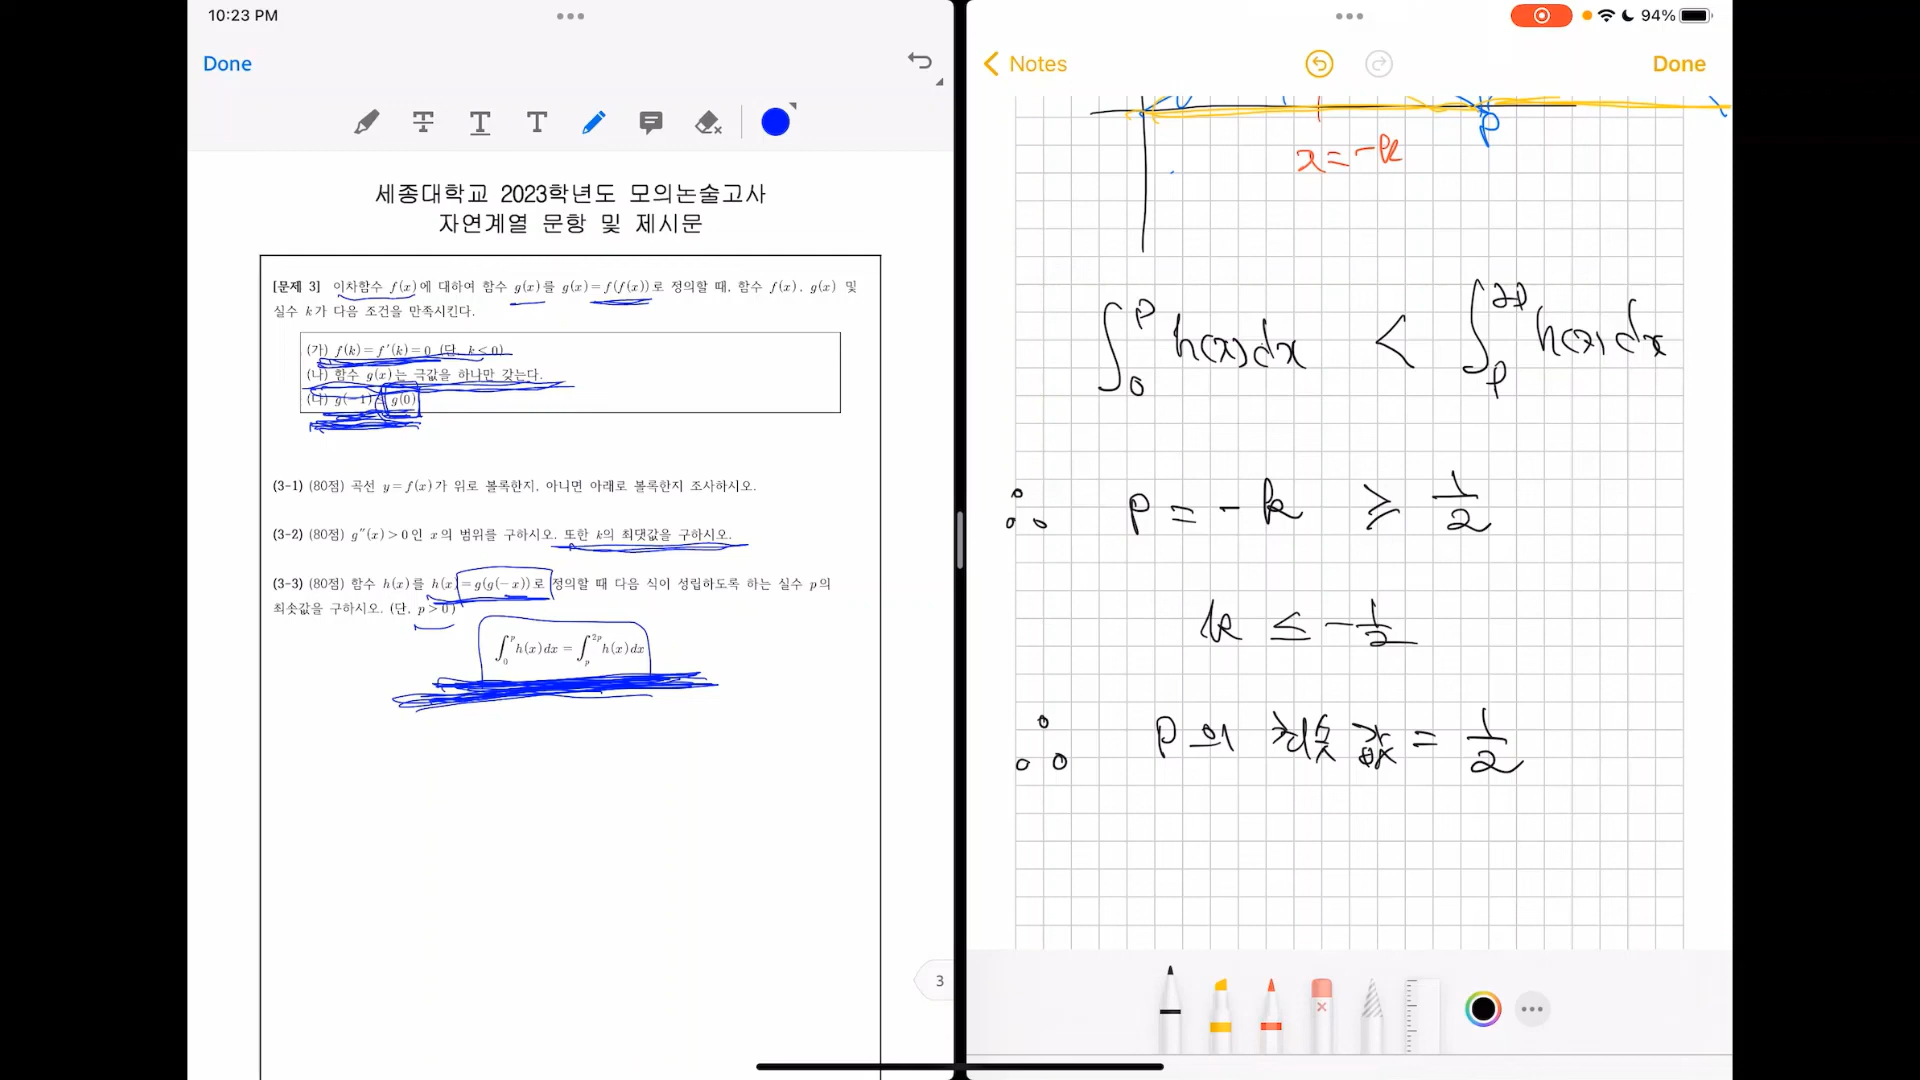 10:23 PM
94%
Done
Notes
Done
T T T
세종대학교 2023학년도 모의논술고사
자연계열 문항 및 제시문
[문제 3] 이차함수 f(x)에 대하여 함수 g(x)를 g(x)=f(f(x))로 정의할 때, 함수 f(x), g(x) 및
실수 k가 다음 조건을 만족시킨다.
(가) f(k)=f′(k)=0 (단, k<0)
(나) 함수 g(x)는 극값을 하나만 갖는다.
g(−1) g(0)
(3-1) (80점) 곡선 y=f(x)가 위로 볼록한지, 아니면 아래로 볼록한지 조사하시오.
(3-2) (80점) g″(x)>0인 x의 범위를 구하시오. 또한 k의 최댓값을 구하시오.
(3-3) (80점) 함수 h(x)를 h(x)=g(g(−x))로 정의할 때 다음 식이 성립하도록 하는 실수 p의
최솟값을 구하시오. (단, p>0)
∫₀ᵖ h(x)dx = ∫ₚ²ᵖ h(x)dx
3
p
x=-k
∫₀ᵖ h(x)dx < ∫ₚ²ᵖ h(x)dx
∴ p = -k ≥ 1/2
k ≤ -1/2
∴ p의 = 1/2